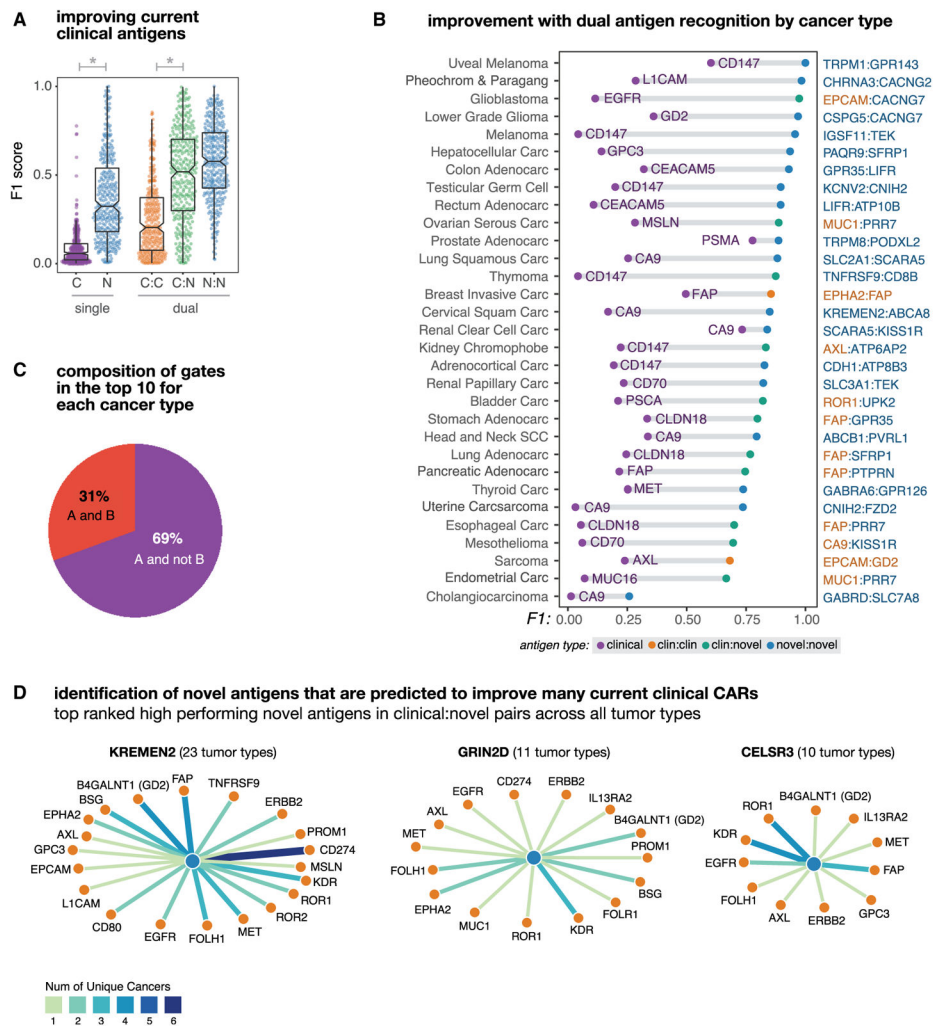 A improving current
clinical antigens
*
*
1.0
0.5
0.0
F1 score
C N C:C C:N N:N
single dual
B improvement with dual antigen recognition by cancer type
Uveal Melanoma CD147 TRPM1:GPR143
Pheochrom & Paragang L1CAM CHRNA3:CACNG2
Glioblastoma EGFR EPCAM:CACNG7
Lower Grade Glioma GD2 CSPG5:CACNG7
Melanoma CD147 IGSF11:TEK
Hepatocellular Carc GPC3 PAQR9:SFRP1
Colon Adenocarc CEACAM5 GPR35:LIFR
Testicular Germ Cell CD147 KCNV2:CNIH2
Rectum Adenocarc CEACAM5 LIFR:ATP10B
Ovarian Serous Carc MSLN MUC1:PRR7
Prostate Adenocarc PSMA TRPM8:PODXL2
Lung Squamous Carc CA9 SLC2A1:SCARA5
Thymoma CD147 TNFRSF9:CD8B
Breast Invasive Carc FAP EPHA2:FAP
Cervical Squam Carc CA9 KREMEN2:ABCA8
Renal Clear Cell Carc CA9 SCARA5:KISS1R
Kidney Chromophobe CD147 AXL:ATP6AP2
Adrenocortical Carc CD147 CDH1:ATP8B3
Renal Papillary Carc CD70 SLC3A1:TEK
Bladder Carc PSCA ROR1:UPK2
Stomach Adenocarc CLDN18 FAP:GPR35
Head and Neck SCC CA9 ABCB1:PVRL1
Lung Adenocarc CLDN18 FAP:SFRP1
Pancreatic Adenocarc FAP FAP:PTPRN
Thyroid Carc MET GABRA6:GPR126
Uterine Carcsarcoma CA9 CNIH2:FZD2
Esophageal Carc CLDN18 FAP:PRR7
Mesothelioma CD70 CA9:KISS1R
Sarcoma AXL EPCAM:GD2
Endometrial Carc MUC16 MUC1:PRR7
Cholangiocarcinoma CA9 GABRD:SLC7A8
F1: 0.0 0.25 0.50 0.75 1.00
antigen type: clinical clin:clin clin:novel novel:novel
C composition of gates
in the top 10 for
each cancer type
31%
A and B
69%
A and not B
D identification of novel antigens that are predicted to improve many current clinical CARs
top ranked high performing novel antigens in clinical:novel pairs across all tumor types
KREMEN2 (23 tumor types)
FAP
B4GALNT1 (GD2)
TNFRSF9
BSG
ERBB2
EPHA2
PROM1
AXL
CD274
GPC3
MSLN
EPCAM
KDR
L1CAM
ROR1
CD80
ROR2
EGFR
FOLH1
MET
GRIN2D (11 tumor types)
CD274
ERBB2
EGFR
IL13RA2
AXL
B4GALNT1 (GD2)
MET
PROM1
FOLH1
BSG
EPHA2
FOLR1
MUC1
ROR1
KDR
CELSR3 (10 tumor types)
B4GALNT1 (GD2)
ROR1
IL13RA2
KDR
MET
EGFR
FAP
FOLH1
GPC3
AXL
ERBB2
Num of Unique Cancers
1 2 3 4 5 6